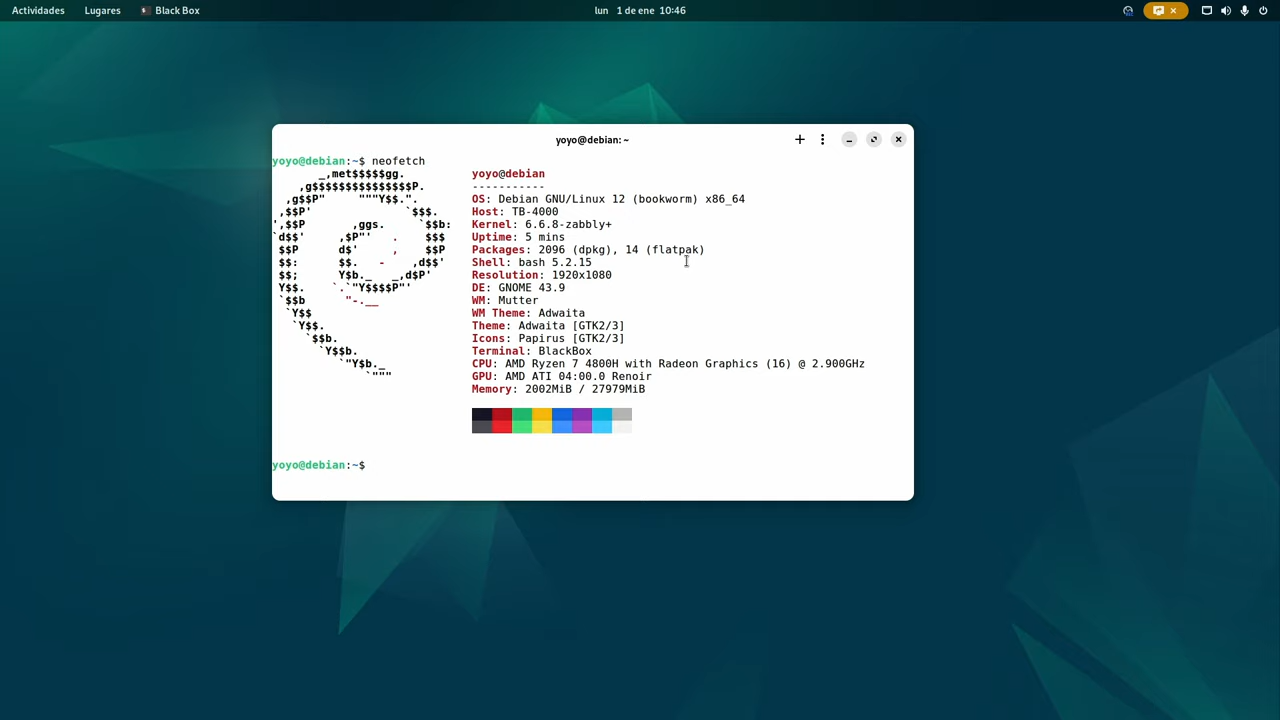 Actividades Lugares Black Box lun 1 de ene 10:46
yoyo@debian: ~
yoyo@debian:~$ neofetch
_,met$$$$$gg. yoyo@debian
,g$$$$$$$$$$$$$$$P. -----------
,g$$P" """Y$$.". OS: Debian GNU/Linux 12 (bookworm) x86_64
,$$P' `$$$. Host: TB-4000
',$$P ,ggs. `$$b: Kernel: 6.6.8-zabbly+
`d$$' ,$P"' . $$$ Uptime: 5 mins
$$P d$' , $$P Packages: 2096 (dpkg), 14 (flatpak)
$$: $$. - ,d$$' Shell: bash 5.2.15
$$; Y$b._ _,d$P' Resolution: 1920x1080
Y$$. `.`"Y$$$$P"' DE: GNOME 43.9
`$$b "-.__ WM: Mutter
`Y$$ WM Theme: Adwaita
`Y$$. Theme: Adwaita [GTK2/3]
`$$b. Icons: Papirus [GTK2/3]
`Y$$b. Terminal: BlackBox
`"Y$b._ CPU: AMD Ryzen 7 4800H with Radeon Graphics (16) @ 2.900GHz
`""" GPU: AMD ATI 04:00.0 Renoir
Memory: 2002MiB / 27979MiB
yoyo@debian:~$